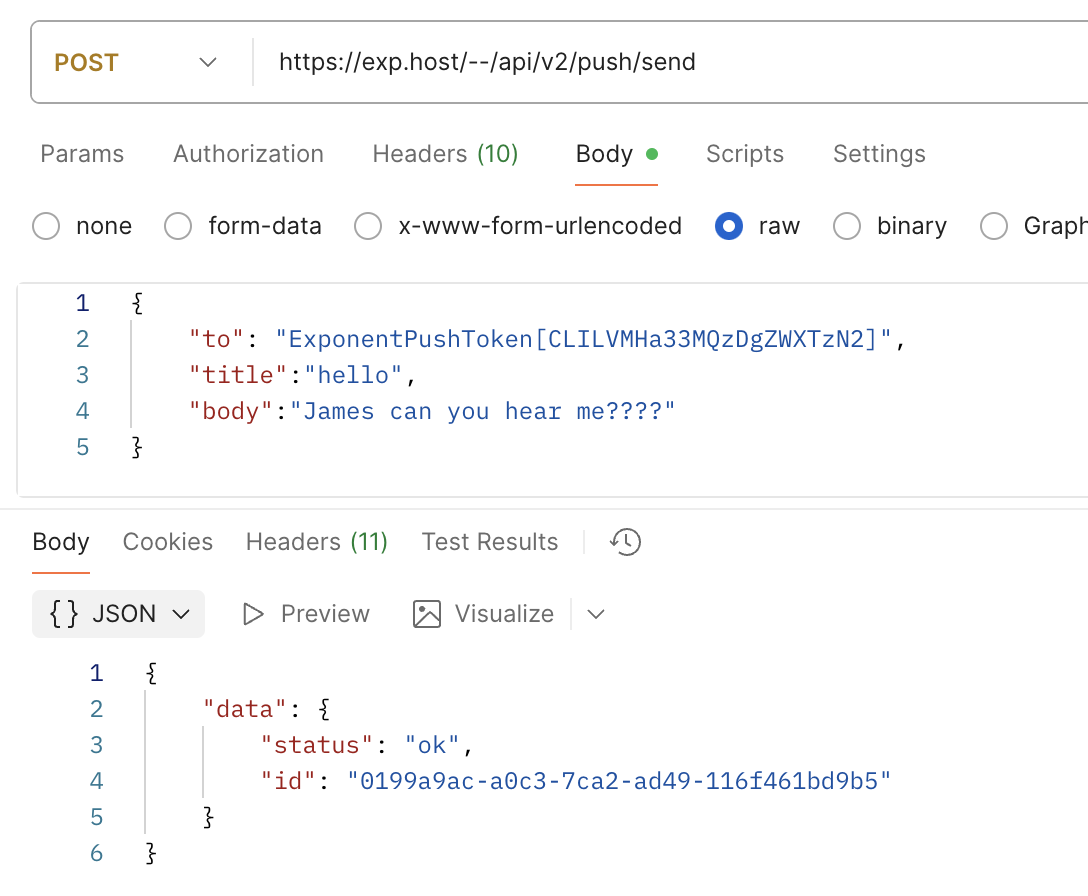 POST https://exp.host/--/api/v2/push/send
Params Authorization Headers (10) Body Scripts Settings
none form-data x-www-form-urlencoded raw binary Graph
1 {
2 "to": "ExponentPushToken[CLILVMHa33MQzDgZWXTzN2]",
3 "title":"hello",
4 "body":"James can you hear me????"
5 }
Body Cookies Headers (11) Test Results
{} JSON Preview Visualize
1 {
2 "data": {
3 "status": "ok",
4 "id": "0199a9ac-a0c3-7ca2-ad49-116f461bd9b5"
5 }
6 }